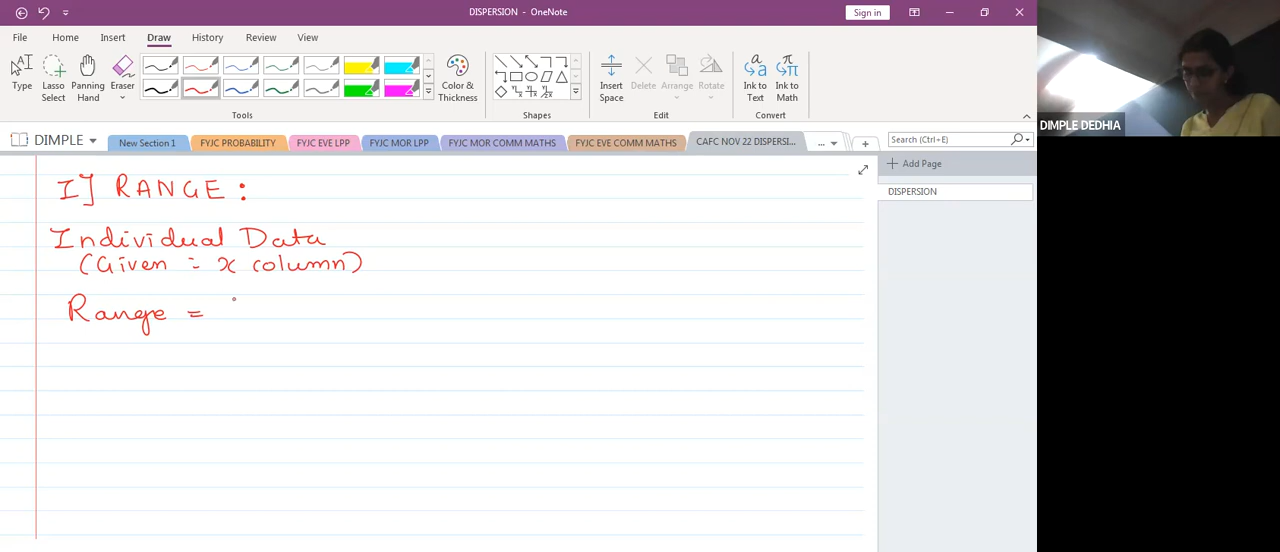 DISPERSION - OneNote
Sign in
File Home Insert Draw History Review View
Type
Lasso Select
Panning Hand
Eraser
Color & Thickness
Insert Space
Delete
Arrange
Rotate
Ink to Text
Ink to Math
Tools
Shapes
Edit
Convert
DIMPLE
New Section 1
FYJC PROBABILITY
FYJC EVE LPP
FYJC MOR LPP
FYJC MOR COMM MATHS
FYJC EVE COMM MATHS
CAFC NOV 22 DISPERSI...
...
Search (Ctrl+E)
DIMPLE DEDHIA
Add Page
DISPERSION
I] RANGE :
Individual Data
(Given = x column)
Range =